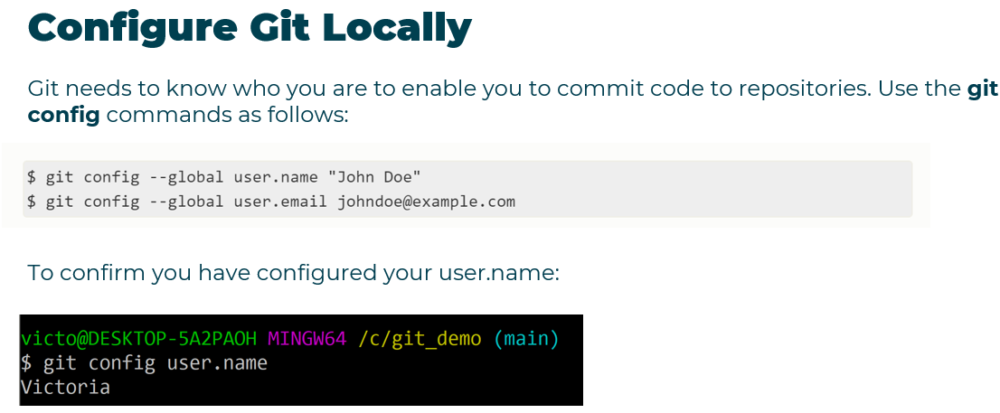 Configure Git Locally
Git needs to know who you are to enable you to commit code to repositories. Use the git
config commands as follows:
$ git config --global user.name "John Doe"
$ git config --global user.email johndoe@example.com
To confirm you have configured your user.name:
victo@DESKTOP-5A2PAOH MINGW64 /c/git_demo (main)
$ git config user.name
Victoria